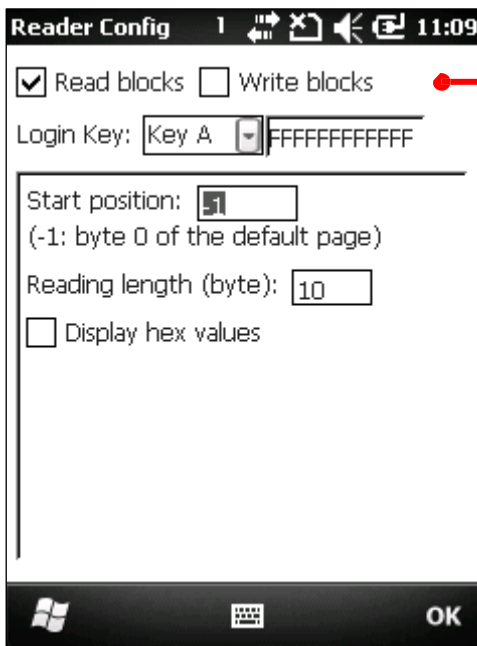 Reader Config 1 11:09
Read blocks Write blocks
Login Key: Key A FFFFFFFFFFFF
Start position: -1
(-1: byte 0 of the default page)
Reading length (byte): 10
Display hex values
OK